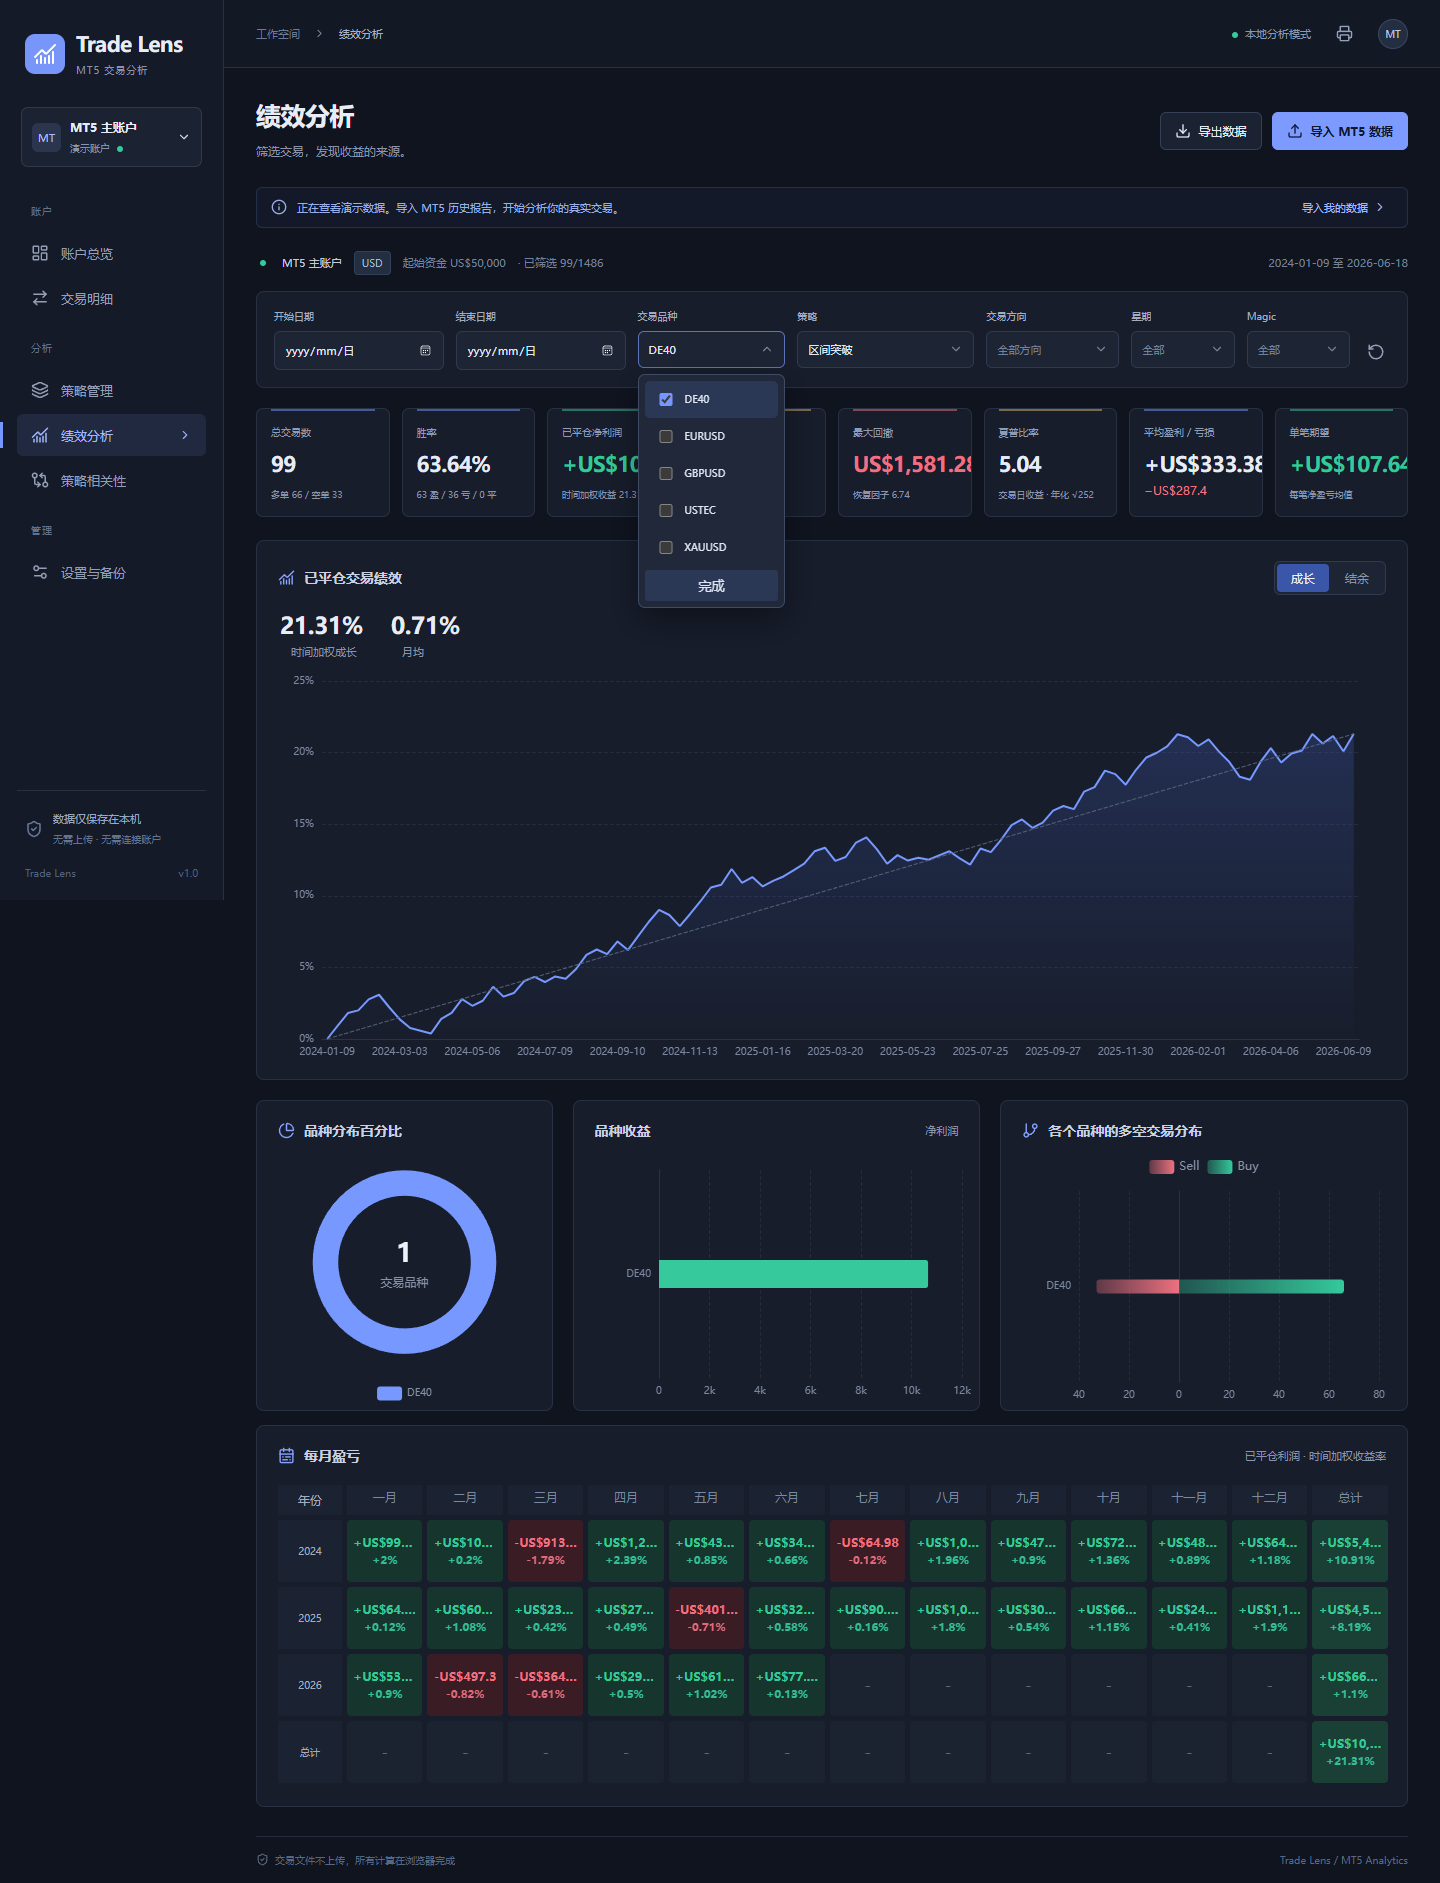 Trade Lens
MT5 交易分析
MT
MT5 主账户
演示账户
账户
账户总览
交易明细
分析
策略管理
绩效分析
策略相关性
管理
设置与备份
数据仅保存在本机
无需上传 · 无需连接账户
Trade Lens v1.0
工作空间 绩效分析
本地分析模式 MT
绩效分析
筛选交易，发现收益的来源。
导出数据 导入 MT5 数据
正在查看演示数据。导入 MT5 历史报告，开始分析你的真实交易。 导入我的数据
MT5 主账户 USD 起始资金 US$50,000 · 已筛选 99/1486 2024-01-09 至 2026-06-18
开始日期 结束日期 交易品种 策略 交易方向 星期 Magic
yyyy/mm/日 yyyy/mm/日 DE40 区间突破 全部方向 全部 全部
DE40
EURUSD
GBPUSD
USTEC
XAUUSD
完成
总交易数 胜率 已平仓净利润 最大回撤 夏普比率 平均盈利 / 亏损 单笔期望
99 63.64% +US$10 US$1,581.28 5.04 +US$333.38 +US$107.64
多单 66 / 空单 33 63 盈 / 36 亏 / 0 平 时间加权收益 21.3 恢复因子 6.74 交易日收益 · 年化 √252 −US$287.4 每笔净盈亏均值
已平仓交易绩效 成长 结余
21.31% 0.71%
时间加权成长 月均
25%
20%
15%
10%
5%
0%
2024-01-09 2024-03-03 2024-05-06 2024-07-09 2024-09-10 2024-11-13 2025-01-16 2025-03-20 2025-05-23 2025-07-25 2025-09-27 2025-11-30 2026-02-01 2026-04-06 2026-06-09
品种分布百分比
1
交易品种
DE40
品种收益 净利润
DE40
0 2k 4k 6k 8k 10k 12k
各个品种的多空交易分布
Sell Buy
DE40
40 20 0 20 40 60 80
每月盈亏 已平仓利润 · 时间加权收益率
年份 一月 二月 三月 四月 五月 六月 七月 八月 九月 十月 十一月 十二月 总计
2024 +US$99... +US$10... -US$913... +US$1,2... +US$43... +US$34... -US$64.98 +US$1,0... +US$47... +US$72... +US$48... +US$64... +US$5,4...
+2% +0.2% -1.79% +2.39% +0.85% +0.66% -0.12% +1.96% +0.9% +1.36% +0.89% +1.18% +10.91%
2025 +US$64.... +US$60... +US$23... +US$27... -US$401... +US$32... +US$90.... +US$1,0... +US$30... +US$66... +US$24... +US$1,1... +US$4,5...
+0.12% +1.08% +0.42% +0.49% -0.71% +0.58% +0.16% +1.8% +0.54% +1.15% +0.41% +1.9% +8.19%
2026 +US$53... -US$497.3 -US$364... +US$29... +US$61... +US$77.... – – – – – – +US$66...
+0.9% -0.82% -0.61% +0.5% +1.02% +0.13% +1.1%
总计 – – – – – – – – – – – – +US$10,...
+21.31%
交易文件不上传，所有计算在浏览器完成 Trade Lens / MT5 Analytics